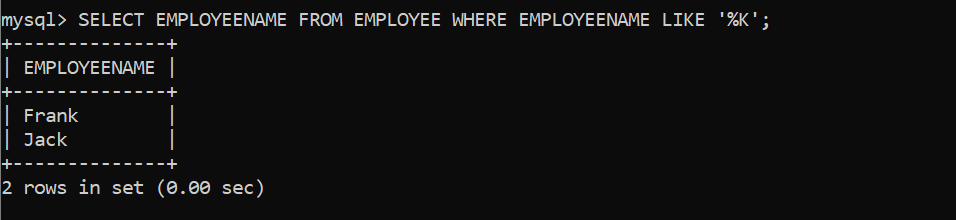 mysql> SELECT EMPLOYEENAME FROM EMPLOYEE WHERE EMPLOYEENAME LIKE '%K';
+--------------+
| EMPLOYEENAME |
+--------------+
| Frank        |
| Jack         |
+--------------+
2 rows in set (0.00 sec)